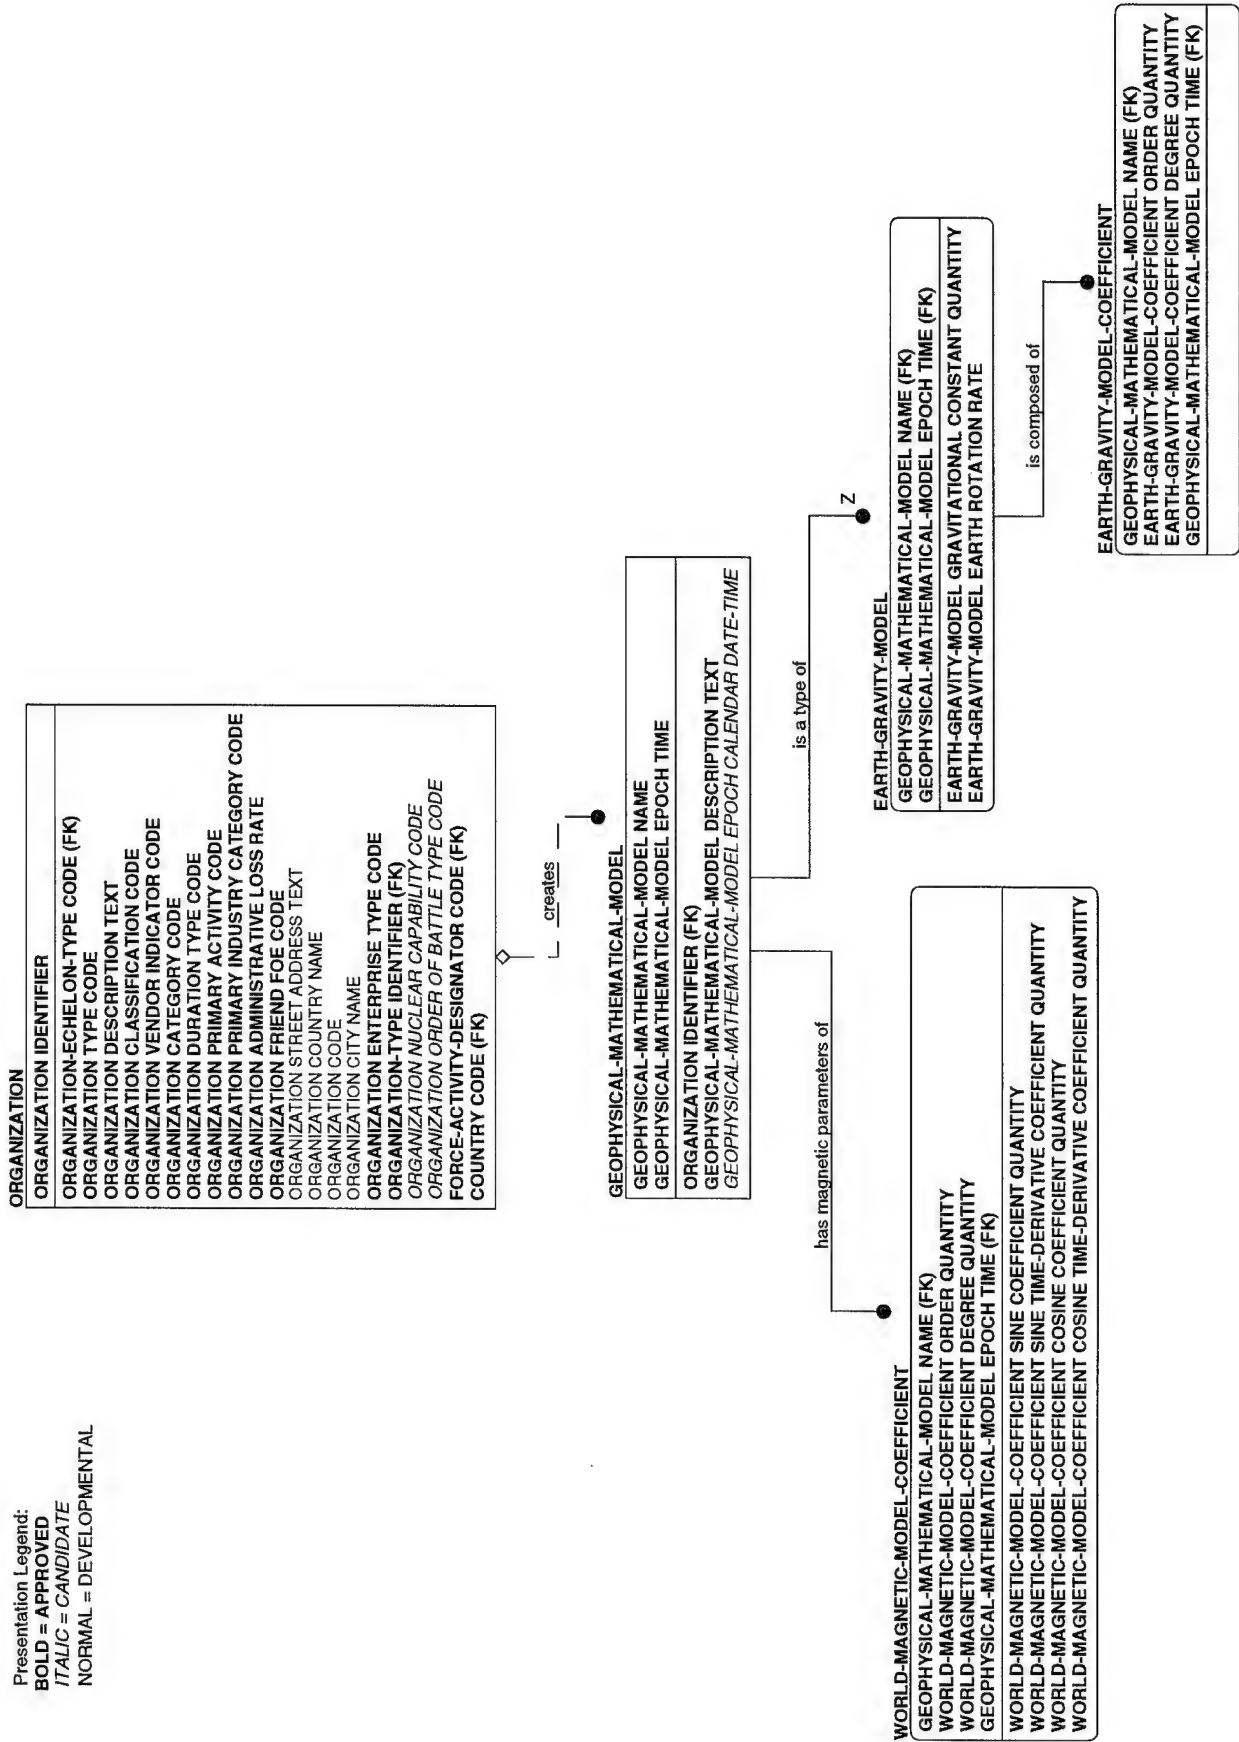 Presentation Legend:
BOLD = APPROVED
ITALIC = CANDIDATE
NORMAL = DEVELOPMENTAL
ORGANIZATION
ORGANIZATION IDENTIFIER
ORGANIZATION-ECHELON-TYPE CODE (FK)
ORGANIZATION TYPE CODE
ORGANIZATION DESCRIPTION TEXT
ORGANIZATION CLASSIFICATION CODE
ORGANIZATION VENDOR INDICATOR CODE
ORGANIZATION CATEGORY CODE
ORGANIZATION DURATION TYPE CODE
ORGANIZATION PRIMARY ACTIVITY CODE
ORGANIZATION PRIMARY INDUSTRY CATEGORY CODE
ORGANIZATION ADMINISTRATIVE LOSS RATE
ORGANIZATION FRIEND FOE CODE
ORGANIZATION STREET ADDRESS TEXT
ORGANIZATION COUNTRY NAME
ORGANIZATION CODE
ORGANIZATION CITY NAME
ORGANIZATION ENTERPRISE TYPE CODE
ORGANIZATION-TYPE IDENTIFIER (FK)
ORGANIZATION NUCLEAR CAPABILITY CODE
ORGANIZATION ORDER OF BATTLE TYPE CODE
FORCE-ACTIVITY-DESIGNATOR CODE (FK)
COUNTRY CODE (FK)
creates
GEOPHYSICAL-MATHEMATICAL-MODEL
GEOPHYSICAL-MATHEMATICAL-MODEL NAME
GEOPHYSICAL-MATHEMATICAL-MODEL EPOCH TIME
ORGANIZATION IDENTIFIER (FK)
GEOPHYSICAL-MATHEMATICAL-MODEL DESCRIPTION TEXT
GEOPHYSICAL-MATHEMATICAL-MODEL EPOCH CALENDAR DATE-TIME
has magnetic parameters of
is a type of
Z
WORLD-MAGNETIC-MODEL-COEFFICIENT
GEOPHYSICAL-MATHEMATICAL-MODEL NAME (FK)
WORLD-MAGNETIC-MODEL-COEFFICIENT ORDER QUANTITY
WORLD-MAGNETIC-MODEL-COEFFICIENT DEGREE QUANTITY
GEOPHYSICAL-MATHEMATICAL-MODEL EPOCH TIME (FK)
WORLD-MAGNETIC-MODEL-COEFFICIENT SINE COEFFICIENT QUANTITY
WORLD-MAGNETIC-MODEL-COEFFICIENT SINE TIME-DERIVATIVE COEFFICIENT QUANTITY
WORLD-MAGNETIC-MODEL-COEFFICIENT COSINE COEFFICIENT QUANTITY
WORLD-MAGNETIC-MODEL-COEFFICIENT COSINE TIME-DERIVATIVE COEFFICIENT QUANTITY
EARTH-GRAVITY-MODEL
GEOPHYSICAL-MATHEMATICAL-MODEL NAME (FK)
GEOPHYSICAL-MATHEMATICAL-MODEL EPOCH TIME (FK)
EARTH-GRAVITY-MODEL GRAVITATIONAL CONSTANT QUANTITY
EARTH-GRAVITY-MODEL EARTH ROTATION RATE
is composed of
EARTH-GRAVITY-MODEL-COEFFICIENT
GEOPHYSICAL-MATHEMATICAL-MODEL NAME (FK)
EARTH-GRAVITY-MODEL-COEFFICIENT ORDER QUANTITY
EARTH-GRAVITY-MODEL-COEFFICIENT DEGREE QUANTITY
GEOPHYSICAL-MATHEMATICAL-MODEL EPOCH TIME (FK)